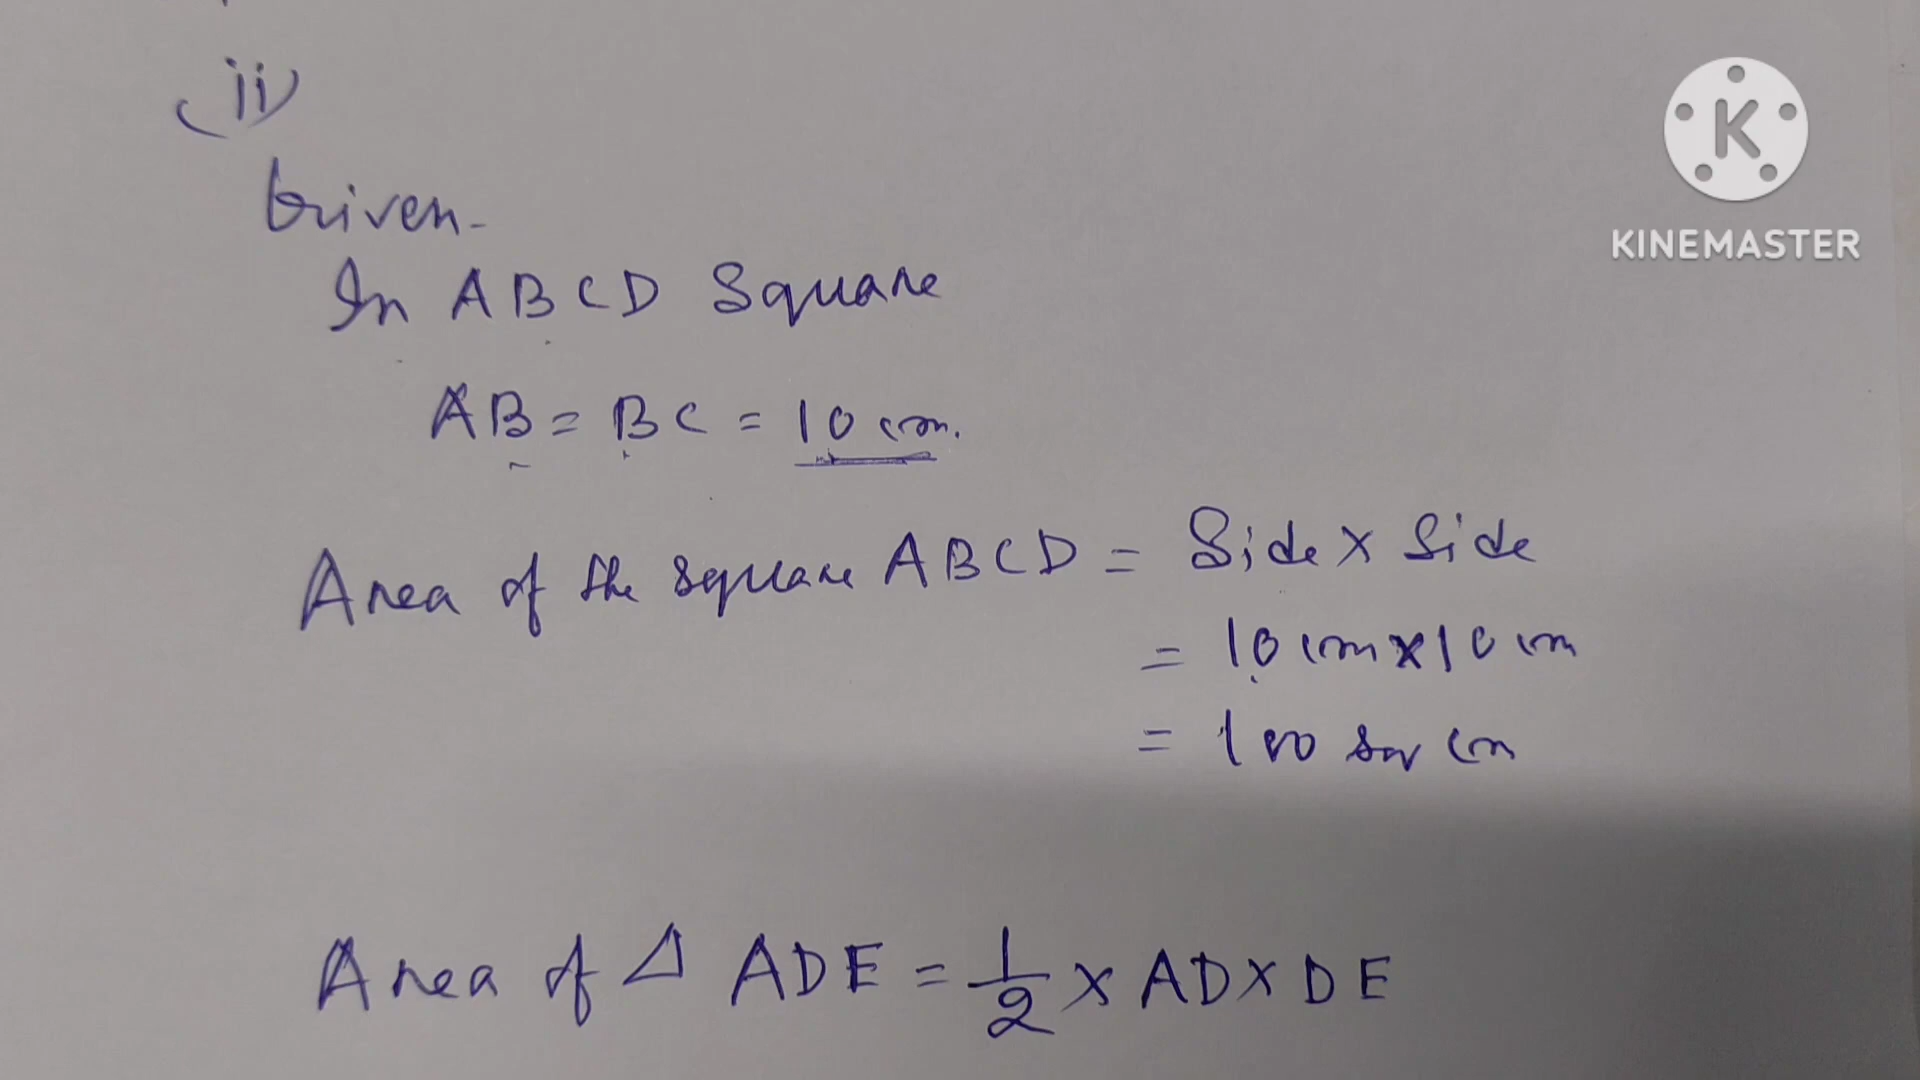 (ii)
Given-
In ABCD Square
AB = BC = 10 cm.
Area of the square ABCD = Side × Side
= 10 cm × 10 cm
= 100 sq cm
Area of Δ ADE = 1/2 × AD × DE
K
KINEMASTER